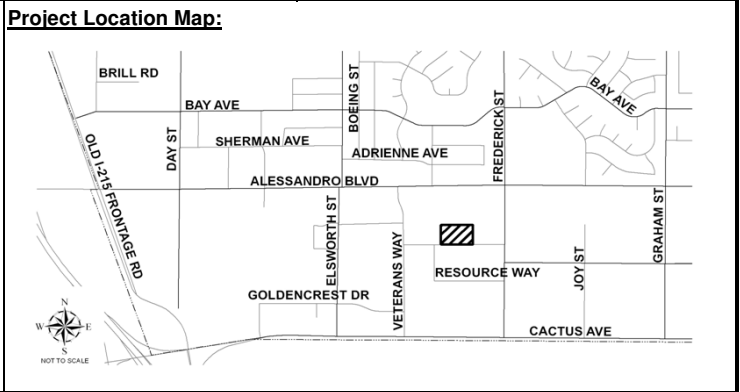 Project Location Map:
BRILL RD
BAY AVE
BOEING ST
BAY AVE
OLD I-215 FRONTAGE RD
DAY ST
SHERMAN AVE
ADRIENNE AVE
FREDERICK ST
ALESSANDRO BLVD
ELSWORTH ST
VETERANS WAY
RESOURCE WAY
JOY ST
GRAHAM ST
GOLDENCREST DR
CACTUS AVE
N
W E
S
NOT TO SCALE